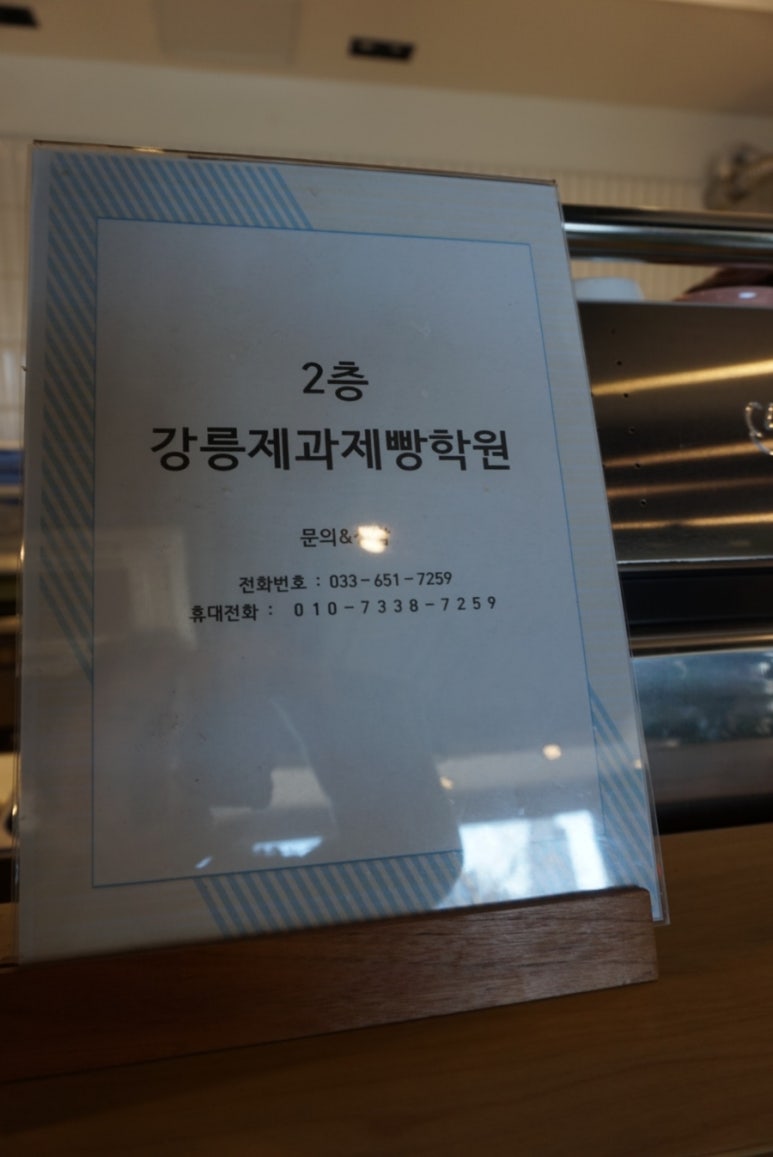 2층
강릉제과제빵학원
문의&
전화번호 : 033-651-7259
휴대전화 : 010-7338-7259